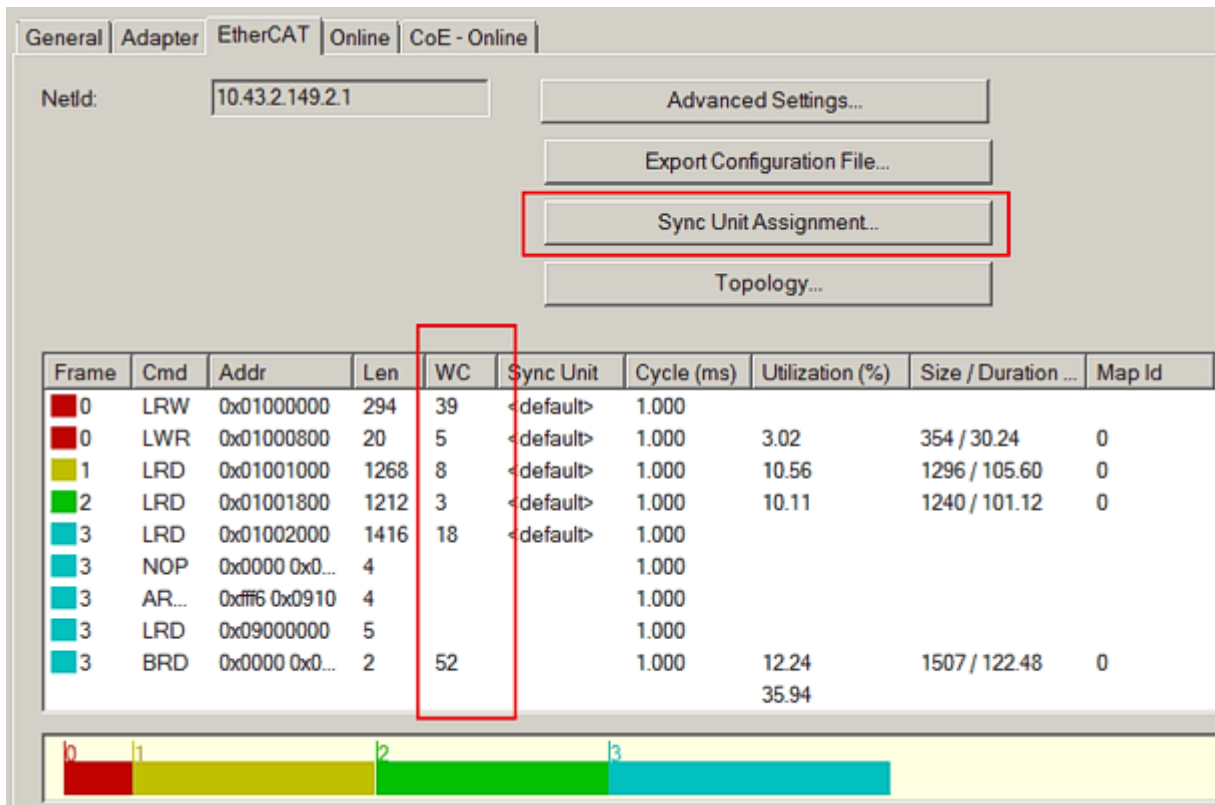 General Adapter EtherCAT Online CoE - Online
NetId: 10.43.2.149.2.1 Advanced Settings...
Export Configuration File...
Sync Unit Assignment...
Topology...
Frame Cmd Addr Len WC Sync Unit Cycle (ms) Utilization (%) Size / Duration ... Map Id
0 LRW 0x01000000 294 39 <default> 1.000
0 LWR 0x01000800 20 5 <default> 1.000 3.02 354 / 30.24 0
1 LRD 0x01001000 1268 8 <default> 1.000 10.56 1296 / 105.60 0
2 LRD 0x01001800 1212 3 <default> 1.000 10.11 1240 / 101.12 0
3 LRD 0x01002000 1416 18 <default> 1.000
3 NOP 0x0000 0x0... 4 1.000
3 AR... 0xfff6 0x0910 4 1.000
3 LRD 0x09000000 5 1.000
3 BRD 0x0000 0x0... 2 52 1.000 12.24 1507 / 122.48 0
35.94
0 1 2 3